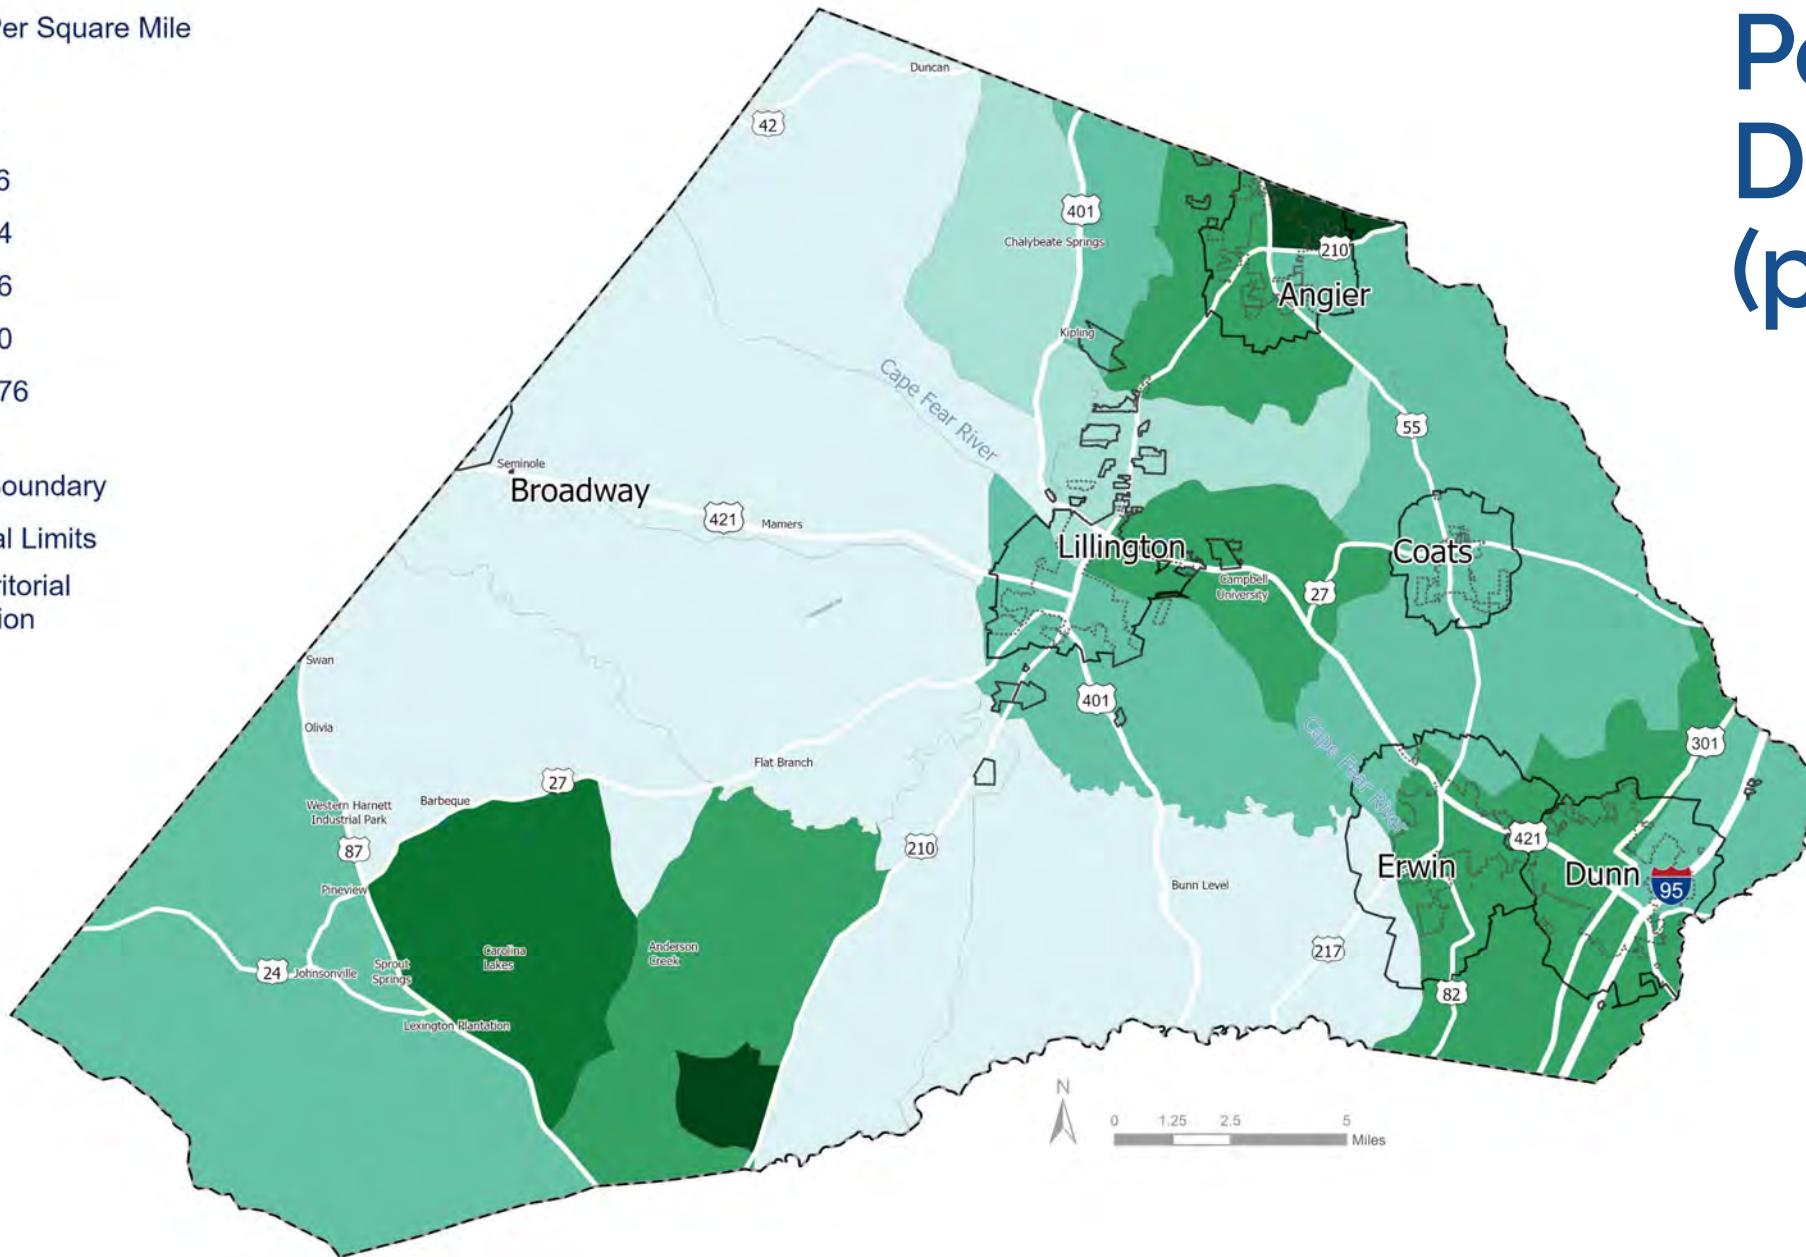 Per Square Mile
6
4
6
0
76
Boundary
al Limits
ritorial
tion
Po
D
(p
Duncan
42
401
Chalybeate Springs
210
Angier
Kipling
Cape Fear River
55
Seminole
Broadway
421
Mamers
Lillington
Coats
Campbell
University
27
Swan
Olivia
401
Cape Fear River
301
Flat Branch
27
Barbeque
Western Harnett
Industrial Park
87
210
421
Erwin
Dunn
95
Pineview
Bunn Level
Carolina
Lakes
Anderson
Creek
217
24
Johnsonville
Sprout
Springs
82
Lexington Plantation
N
0 1.25 2.5 5
Miles